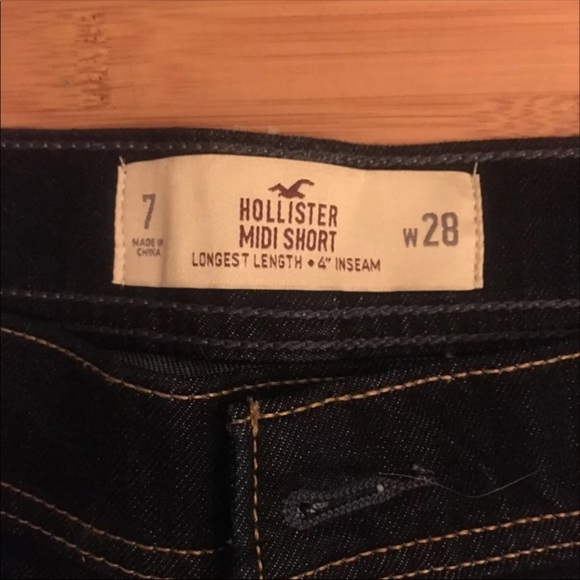 7
MADE IN
CHINA
HOLLISTER
MIDI SHORT
LONGEST LENGTH • 4" INSEAM
W28